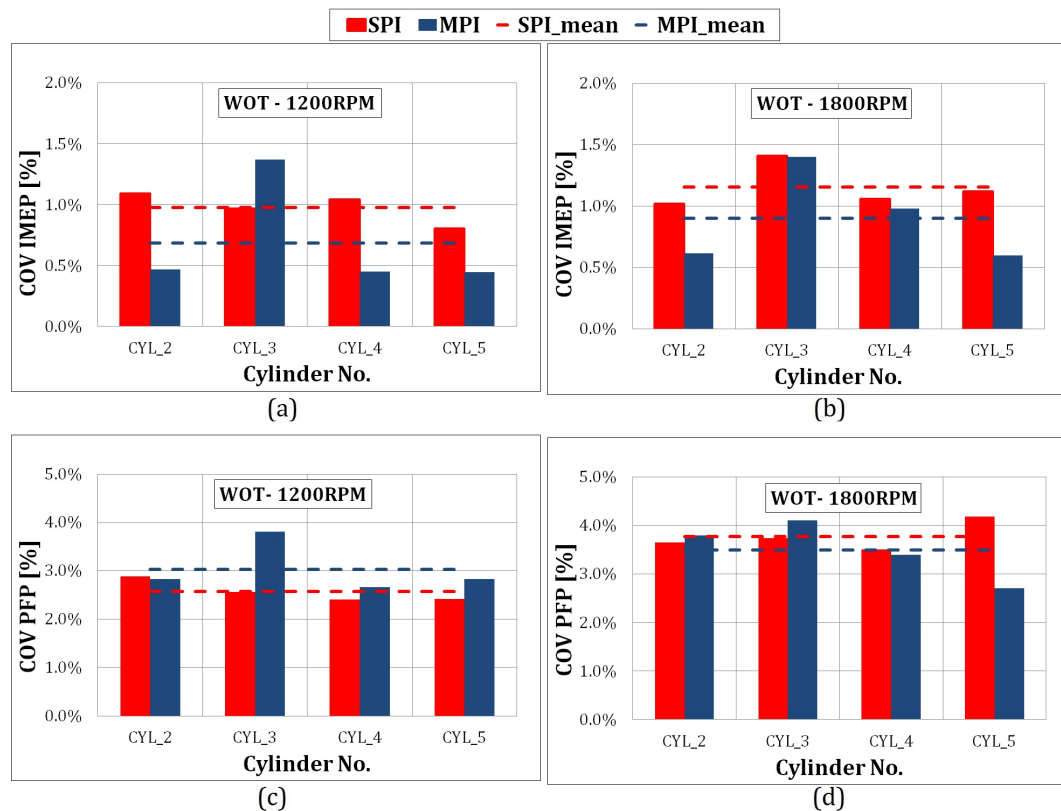 SPI MPI SPI_mean MPI_mean
2.0%
1.5%
1.0%
0.5%
0.0%
COV IMEP [%]
WOT - 1200RPM
CYL_2 CYL_3 CYL_4 CYL_5
Cylinder No.
(a)
2.0%
1.5%
1.0%
0.5%
0.0%
COV IMEP [%]
WOT - 1800RPM
CYL_2 CYL_3 CYL_4 CYL_5
Cylinder No.
(b)
5.0%
4.0%
3.0%
2.0%
1.0%
0.0%
COV PFP [%]
WOT- 1200RPM
CYL_2 CYL_3 CYL_4 CYL_5
Cylinder No.
(c)
5.0%
4.0%
3.0%
2.0%
1.0%
0.0%
COV PFP [%]
WOT- 1800RPM
CYL_2 CYL_3 CYL_4 CYL_5
Cylinder No.
(d)